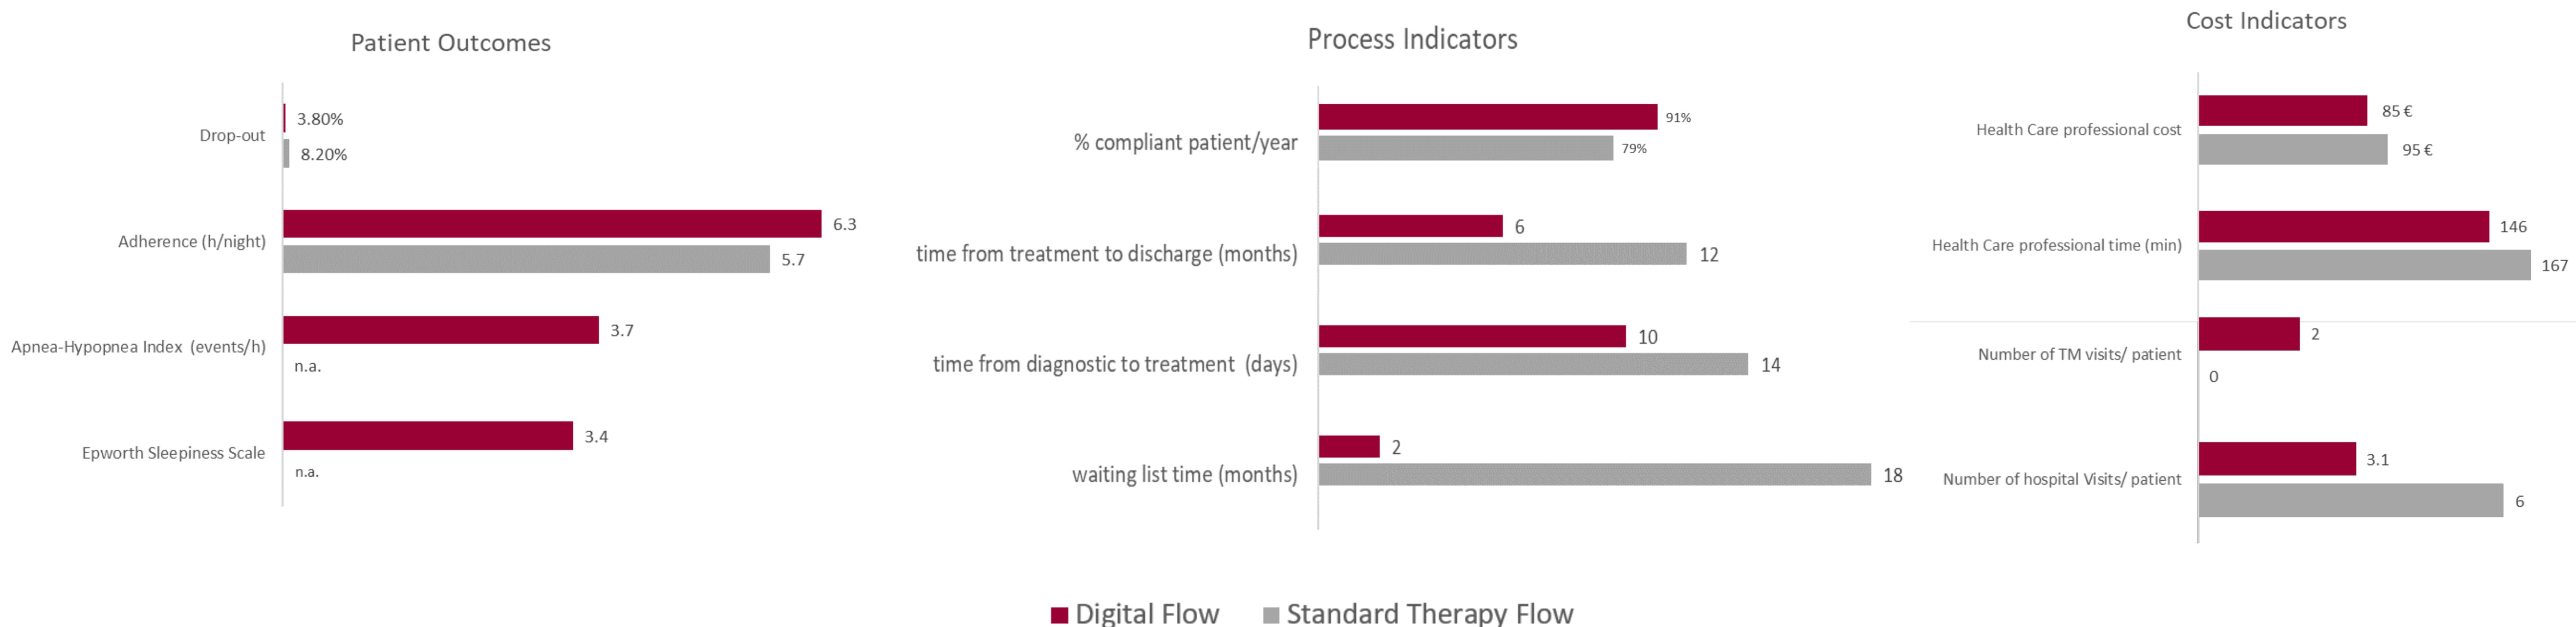 Patient Outcomes
Drop-out
3.80%
8.20%
Adherence (h/night)
6.3
5.7
Apnea-Hypopnea Index (events/h)
3.7
n.a.
Epworth Sleepiness Scale
3.4
n.a.
Process Indicators
% compliant patient/year
91%
79%
time from treatment to discharge (months)
6
12
time from diagnostic to treatment (days)
10
14
waiting list time (months)
2
18
Cost Indicators
Health Care professional cost
85 €
95 €
Health Care professional time (min)
146
167
Number of TM visits/ patient
2
0
Number of hospital Visits/ patient
3.1
6
Digital Flow
Standard Therapy Flow